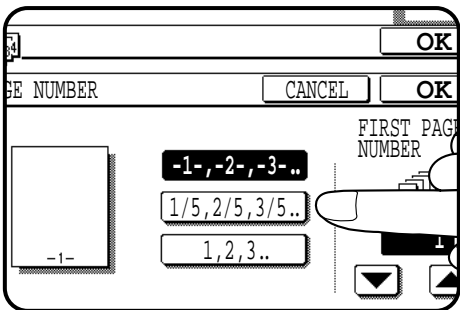 OK
GE NUMBER
CANCEL
OK
FIRST PAG
NUMBER
-1-,-2-,-3-..
1/5,2/5,3/5..
1,2,3..
-1-
1